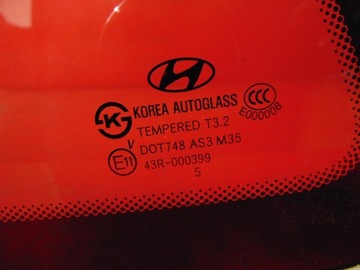 KOREA AUTOGLASS
CCC
E000008
K
TEMPERED T3.2
V
DOT748 AS3 M35
E11
43R-000399
5